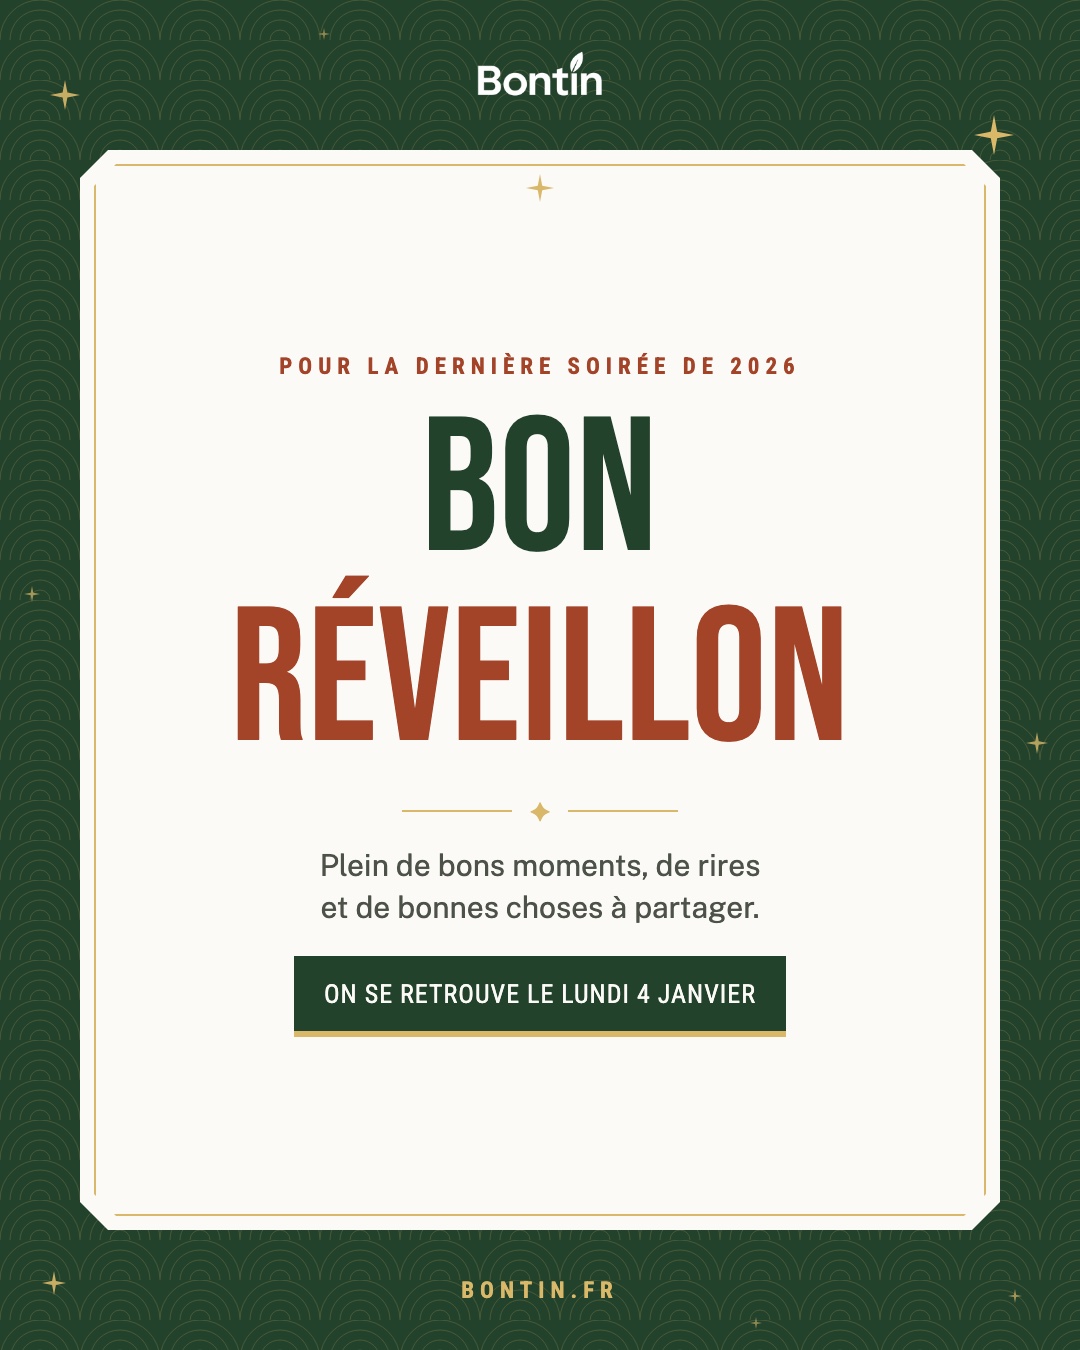 Bontin
POUR LA DERNIÈRE SOIRÉE DE 2026
BON
RÉVEILLON
Plein de bons moments, de rires
et de bonnes choses à partager.
ON SE RETROUVE LE LUNDI 4 JANVIER
BONTIN.FR